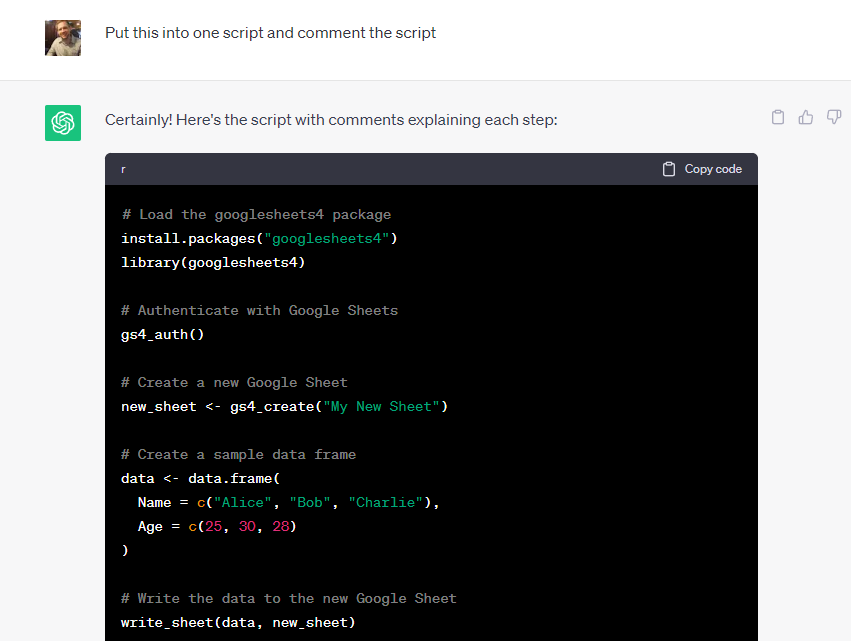 Put this into one script and comment the script
Certainly! Here's the script with comments explaining each step:
r
Copy code
# Load the googlesheets4 package
install.packages("googlesheets4")
library(googlesheets4)
# Authenticate with Google Sheets
gs4_auth()
# Create a new Google Sheet
new_sheet <- gs4_create("My New Sheet")
# Create a sample data frame
data <- data.frame(
  Name = c("Alice", "Bob", "Charlie"),
  Age = c(25, 30, 28)
)
# Write the data to the new Google Sheet
write_sheet(data, new_sheet)